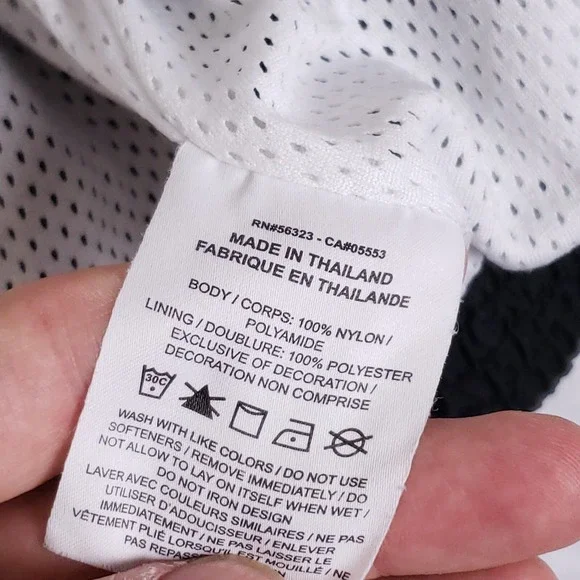 RN#56323 - CA#05553
MADE IN THAILAND
FABRIQUE EN THAILANDE
BODY / CORPS: 100% NYLON /
POLYAMIDE
LINING / DOUBLURE: 100% POLYESTER
EXCLUSIVE OF DECORATION /
DECORATION NON COMPRISE
30C
WASH WITH LIKE COLORS / DO NOT USE
SOFTENERS / REMOVE IMMEDIATELY / DO
NOT ALLOW TO LAY ON ITSELF WHEN WET /
DO NOT IRON DESIGN
LAVER AVEC COULEURS SIMILAIRES / NE PAS
UTILISER D'ADOUCISSEUR / ENLEVER
IMMEDIATEMENT / NE PAS LAISSER LE
VÊTEMENT PLIÉ LORSQU'IL EST MOUILLÉ / NE
PAS REPASSER